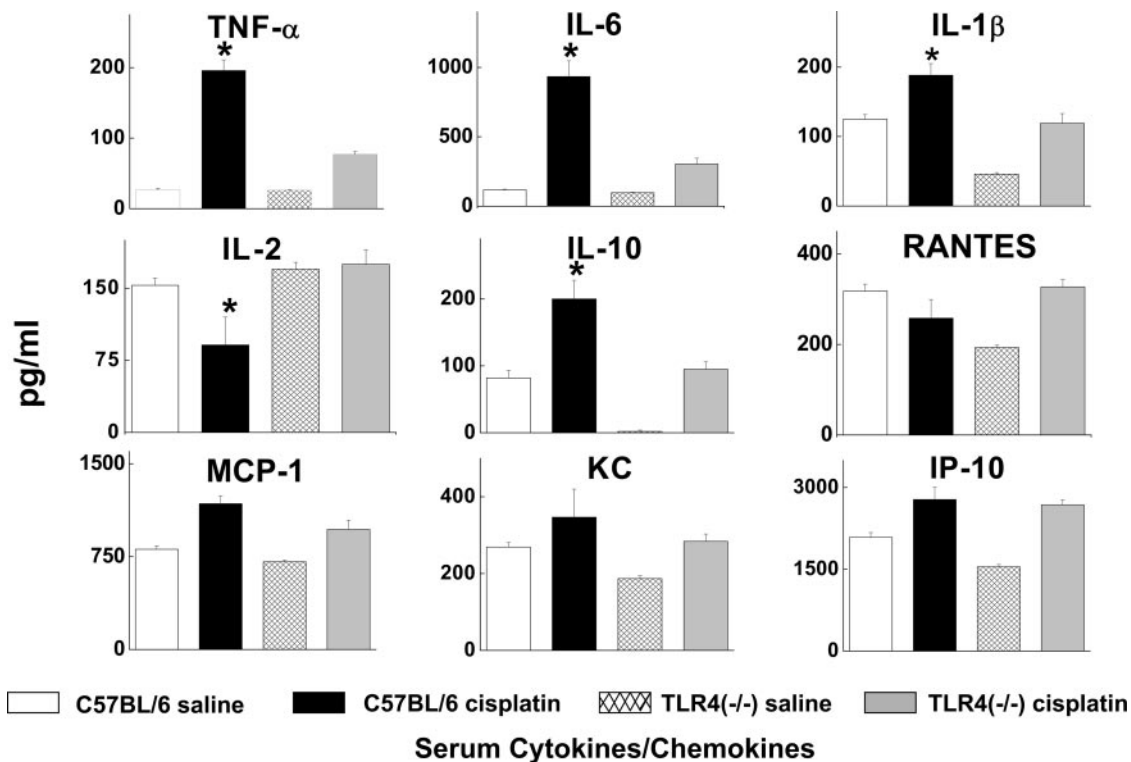 TNF-α
IL-6
IL-1β
200
100
0
*
1000
500
0
*
200
100
0
*
IL-2
IL-10
RANTES
150
75
0
*
200
100
0
*
400
200
0
pg/ml
MCP-1
KC
IP-10
1500
750
0
400
200
0
3000
1500
0
C57BL/6 saline
C57BL/6 cisplatin
TLR4(-/-) saline
TLR4(-/-) cisplatin
Serum Cytokines/Chemokines